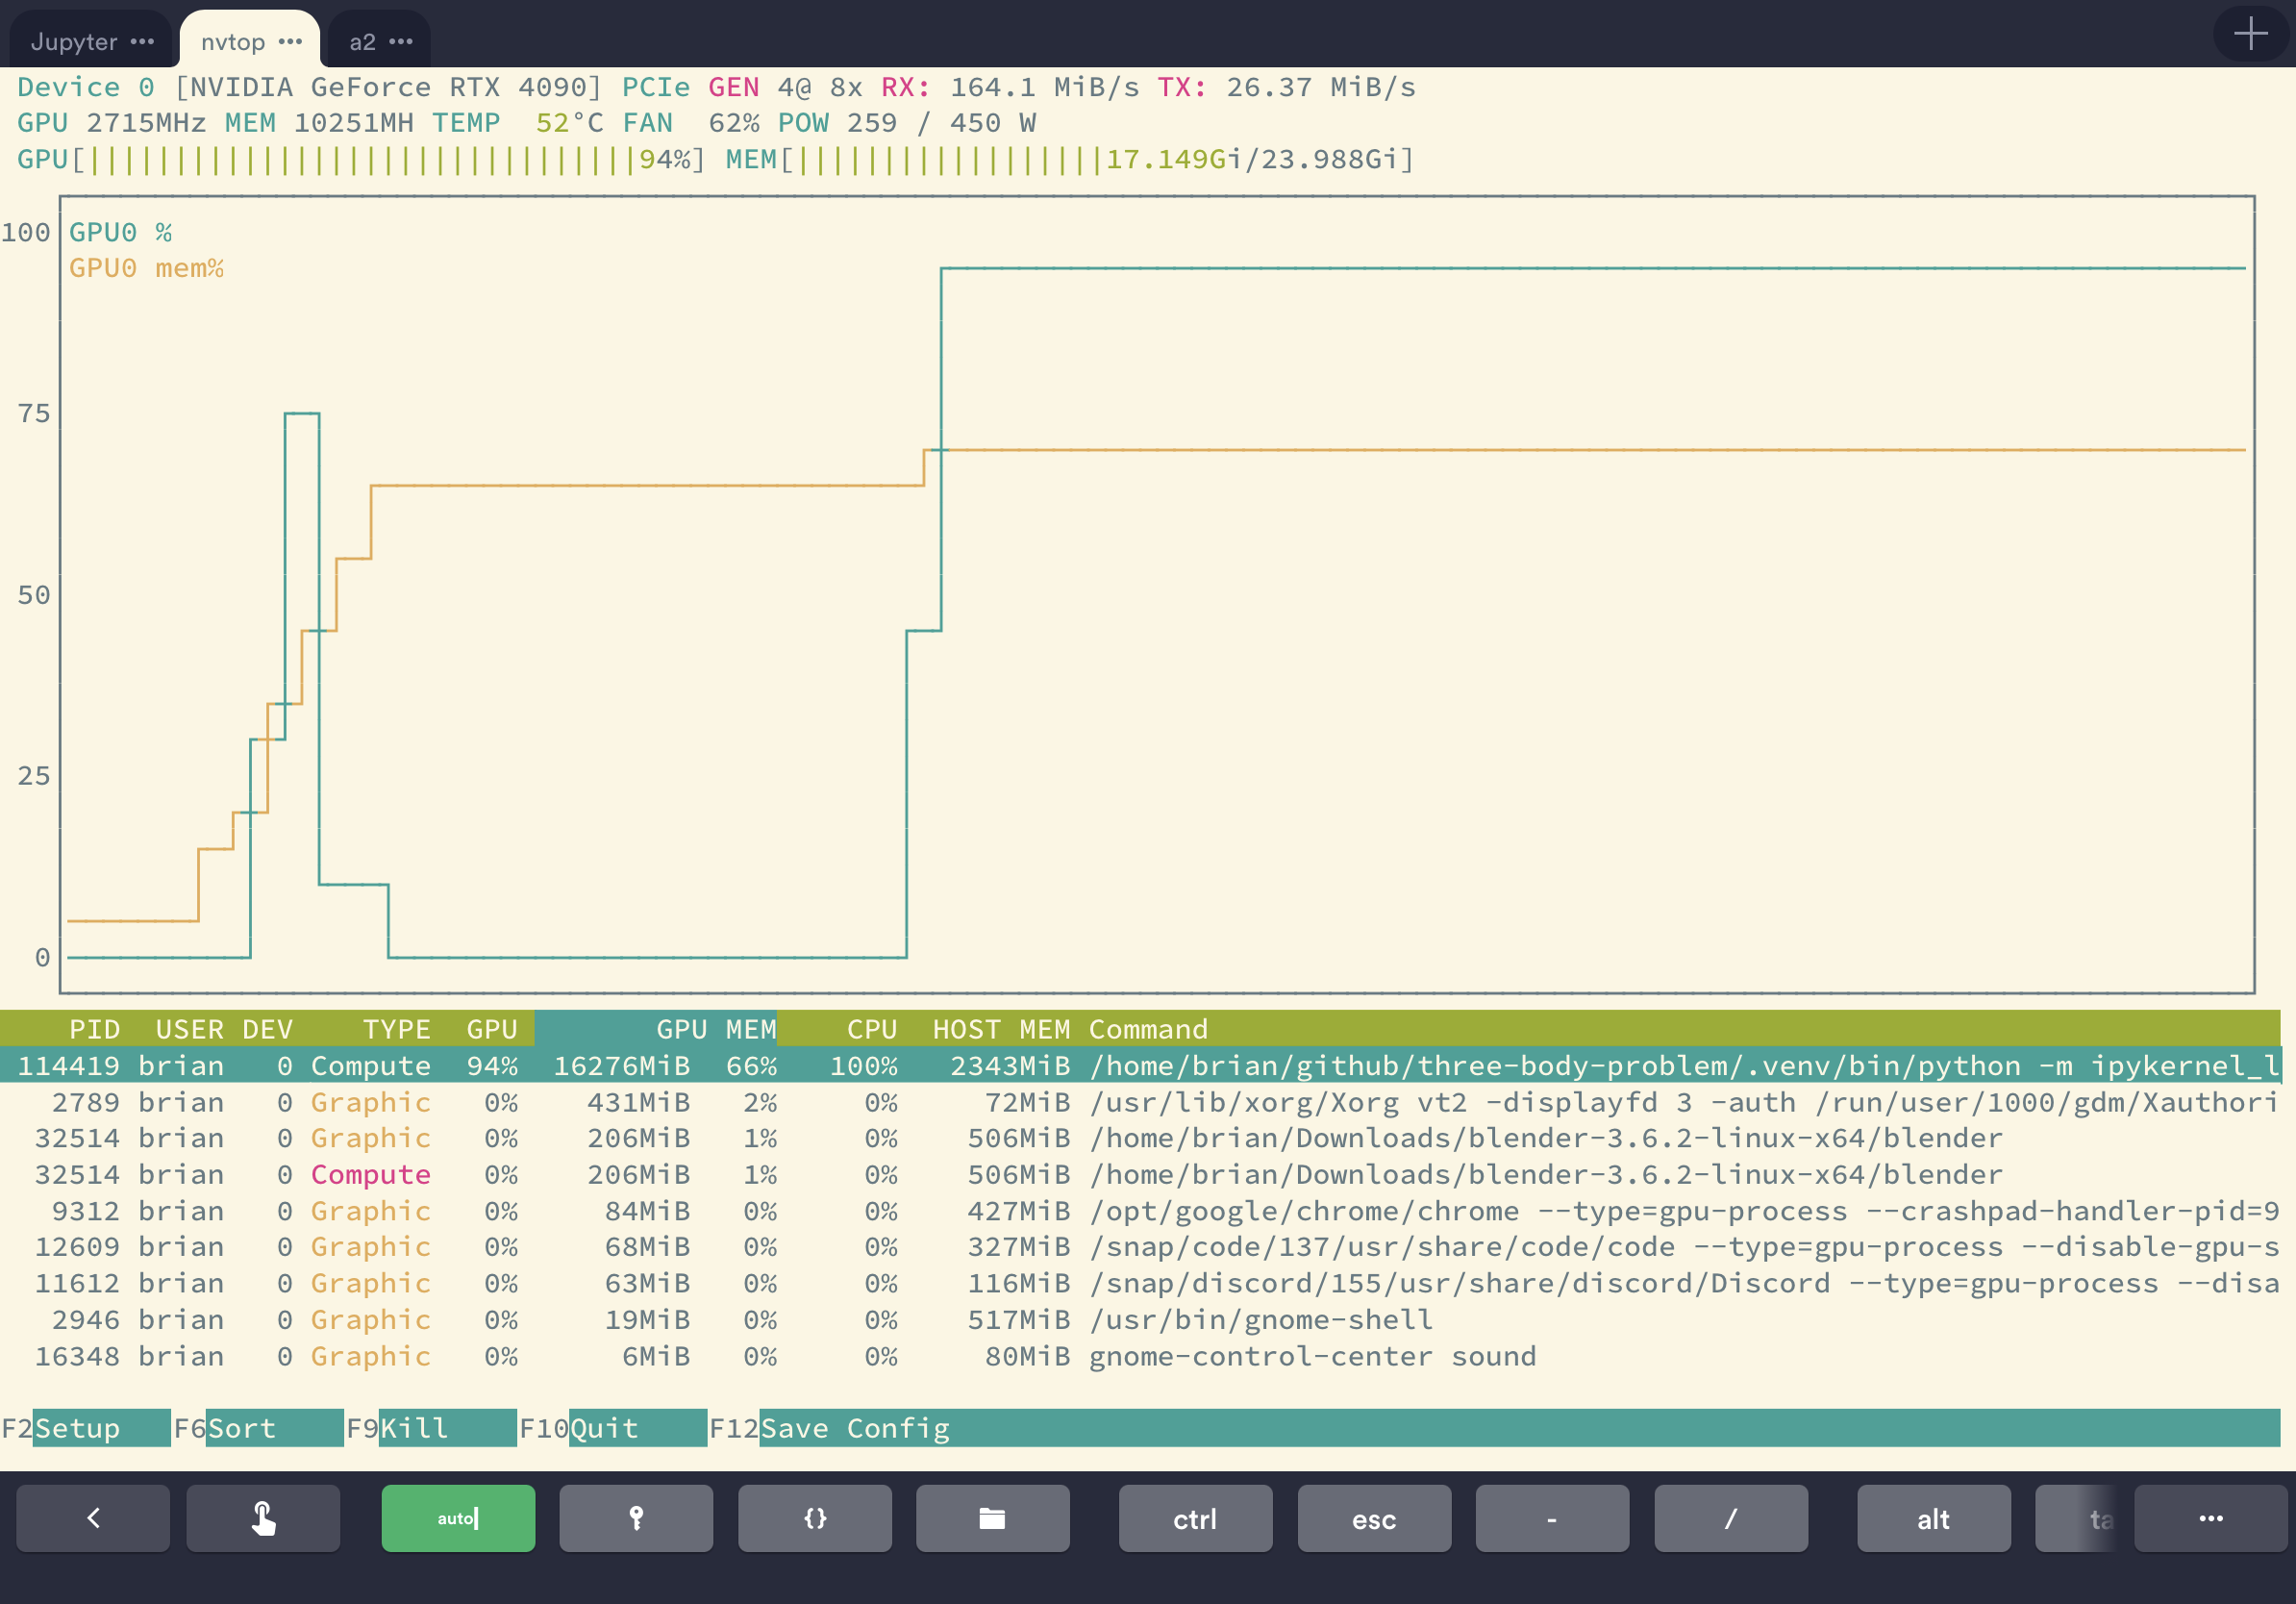 Jupyter ••• nvtop ••• a2 •••
Device 0 [NVIDIA GeForce RTX 4090] PCIe GEN 4@ 8x RX: 164.1 MiB/s TX: 26.37 MiB/s
GPU 2715MHz MEM 10251MH TEMP  52°C FAN  62% POW 259 / 450 W
GPU[||||||||||||||||||||||||||||||||94%] MEM[||||||||||||||||||17.149Gi/23.988Gi]
100
GPU0 %
GPU0 mem%
75
50
25
0
PID USER DEV TYPE GPU GPU MEM CPU HOST MEM Command
114419 brian 0 Compute 94% 16276MiB 66% 100% 2343MiB /home/brian/github/three-body-problem/.venv/bin/python -m ipykernel_l
2789 brian 0 Graphic 0% 431MiB 2% 0% 72MiB /usr/lib/xorg/Xorg vt2 -displayfd 3 -auth /run/user/1000/gdm/Xauthori
32514 brian 0 Graphic 0% 206MiB 1% 0% 506MiB /home/brian/Downloads/blender-3.6.2-linux-x64/blender
32514 brian 0 Compute 0% 206MiB 1% 0% 506MiB /home/brian/Downloads/blender-3.6.2-linux-x64/blender
9312 brian 0 Graphic 0% 84MiB 0% 0% 427MiB /opt/google/chrome/chrome --type=gpu-process --crashpad-handler-pid=9
12609 brian 0 Graphic 0% 68MiB 0% 0% 327MiB /snap/code/137/usr/share/code/code --type=gpu-process --disable-gpu-s
11612 brian 0 Graphic 0% 63MiB 0% 0% 116MiB /snap/discord/155/usr/share/discord/Discord --type=gpu-process --disa
2946 brian 0 Graphic 0% 19MiB 0% 0% 517MiB /usr/bin/gnome-shell
16348 brian 0 Graphic 0% 6MiB 0% 0% 80MiB gnome-control-center sound
F2Setup F6Sort F9Kill F10Quit F12Save Config
auto {} ctrl esc - / alt ta •••